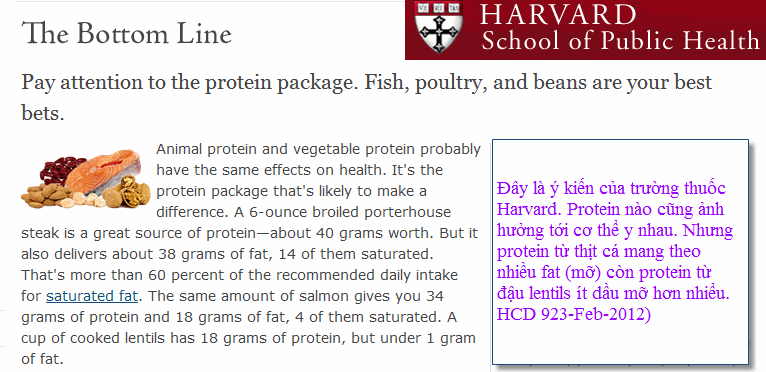 The Bottom Line
HARVARD
School of Public Health
Pay attention to the protein package. Fish, poultry, and beans are your best
bets.
Animal protein and vegetable protein probably
have the same effects on health. It's the
protein package that's likely to make a
difference. A 6-ounce broiled porterhouse
steak is a great source of protein—about 40 grams worth. But it
also delivers about 38 grams of fat, 14 of them saturated.
That's more than 60 percent of the recommended daily intake
for saturated fat. The same amount of salmon gives you 34
grams of protein and 18 grams of fat, 4 of them saturated. A
cup of cooked lentils has 18 grams of protein, but under 1 gram
of fat.
Đây là ý kiến của trường thuốc
Harvard. Protein nào cũng ảnh
hưởng tới cơ thể y nhau. Nhưng
protein từ thịt cá mang theo
nhiều fat (mỡ) còn protein từ
đậu lentils ít dầu mỡ hơn nhiều.
HCD 923-Feb-2012)